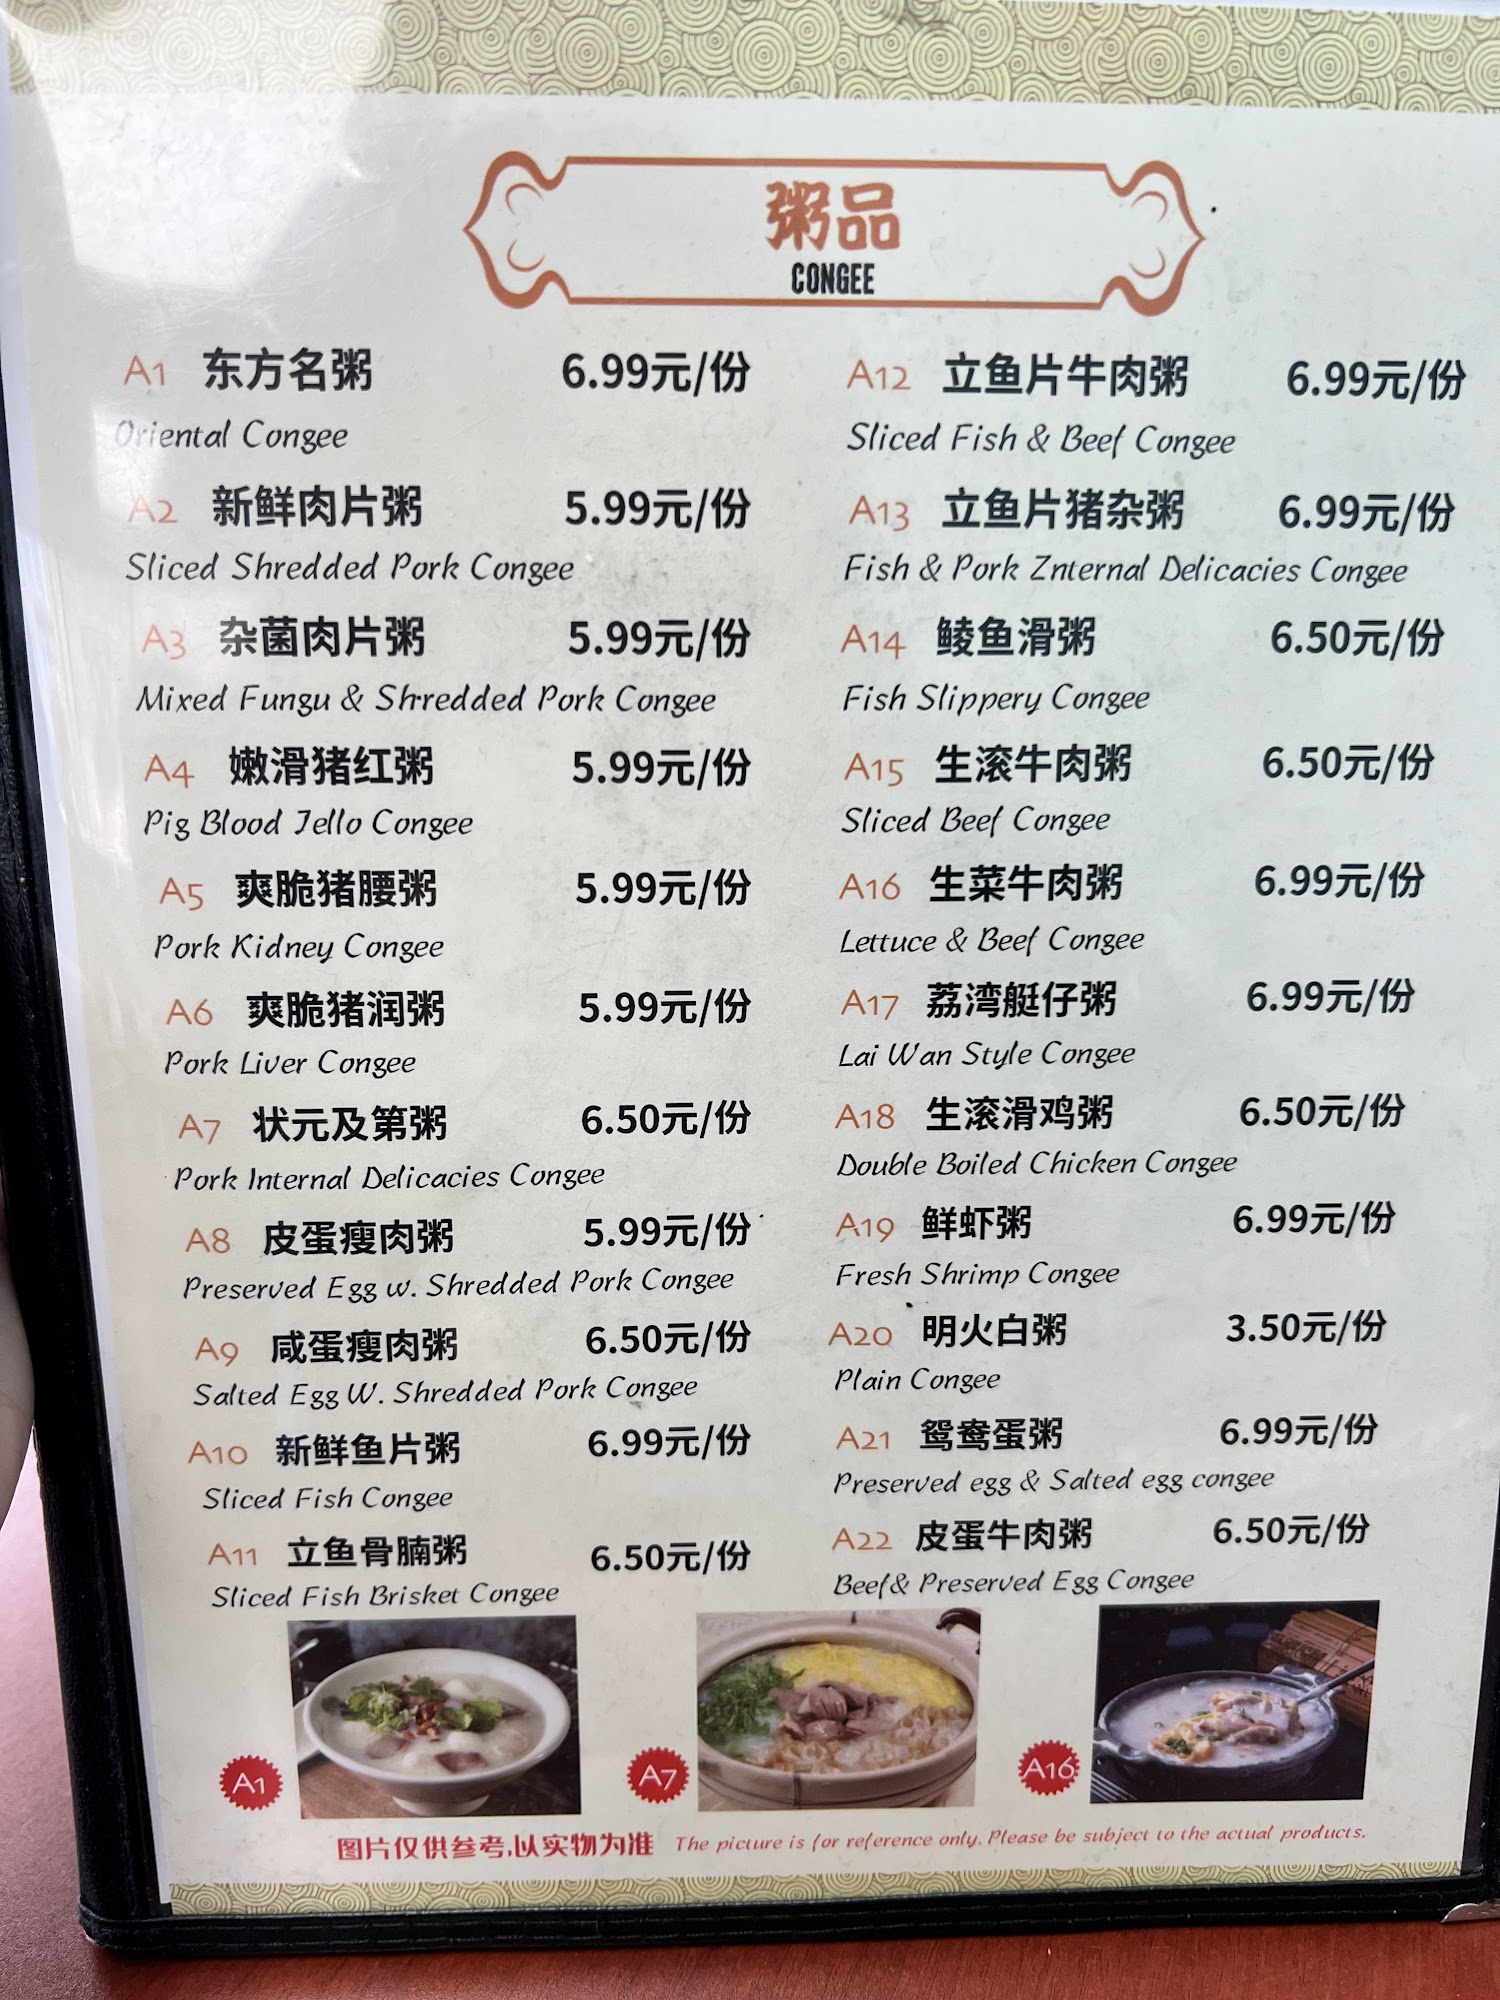 粥品
CONGEE
A1 东方名粥 6.99元/份
Oriental Congee
A2 新鲜肉片粥 5.99元/份
Sliced Shredded Pork Congee
A3 杂菌肉片粥 5.99元/份
Mixed Fungu & Shredded Pork Congee
A4 嫩滑猪红粥 5.99元/份
Pig Blood Jello Congee
A5 爽脆猪腰粥 5.99元/份
Pork Kidney Congee
A6 爽脆猪润粥 5.99元/份
Pork Liver Congee
A7 状元及第粥 6.50元/份
Pork Internal Delicacies Congee
A8 皮蛋瘦肉粥 5.99元/份
Preserved Egg w. Shredded Pork Congee
A9 咸蛋瘦肉粥 6.50元/份
Salted Egg W. Shredded Pork Congee
A10 新鲜鱼片粥 6.99元/份
Sliced Fish Congee
A11 立鱼骨腩粥 6.50元/份
Sliced Fish Brisket Congee
A12 立鱼片牛肉粥 6.99元/份
Sliced Fish & Beef Congee
A13 立鱼片猪杂粥 6.99元/份
Fish & Pork Znternal Delicacies Congee
A14 鲮鱼滑粥 6.50元/份
Fish Slippery Congee
A15 生滚牛肉粥 6.50元/份
Sliced Beef Congee
A16 生菜牛肉粥 6.99元/份
Lettuce & Beef Congee
A17 荔湾艇仔粥 6.99元/份
Lai Wan Style Congee
A18 生滚滑鸡粥 6.50元/份
Double Boiled Chicken Congee
A19 鲜虾粥 6.99元/份
Fresh Shrimp Congee
A20 明火白粥 3.50元/份
Plain Congee
A21 鸳鸯蛋粥 6.99元/份
Preserved egg & Salted egg congee
A22 皮蛋牛肉粥 6.50元/份
Beef& Preserved Egg Congee
A1
A7
A16
图片仅供参考,以实物为准 The picture is for reference only. Please be subject to the actual products.